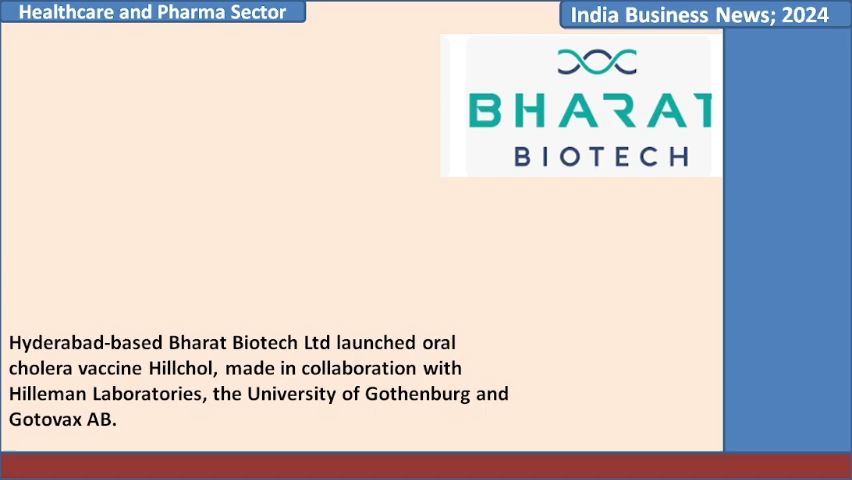 Healthcare and Pharma Sector
India Business News; 2024
BHARAT
BIOTECH
Hyderabad-based Bharat Biotech Ltd launched oral
cholera vaccine Hillchol, made in collaboration with
Hilleman Laboratories, the University of Gothenburg and
Gotovax AB.